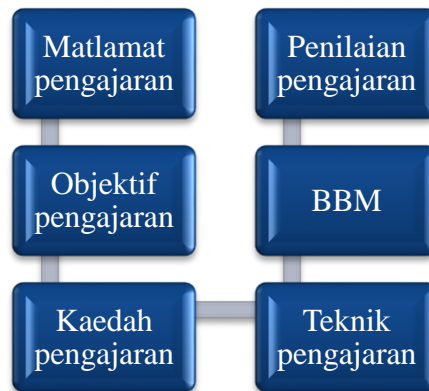 Matlamat
pengajaran
Objektif
pengajaran
Kaedah
pengajaran
Teknik
pengajaran
BBM
Penilaian
pengajaran